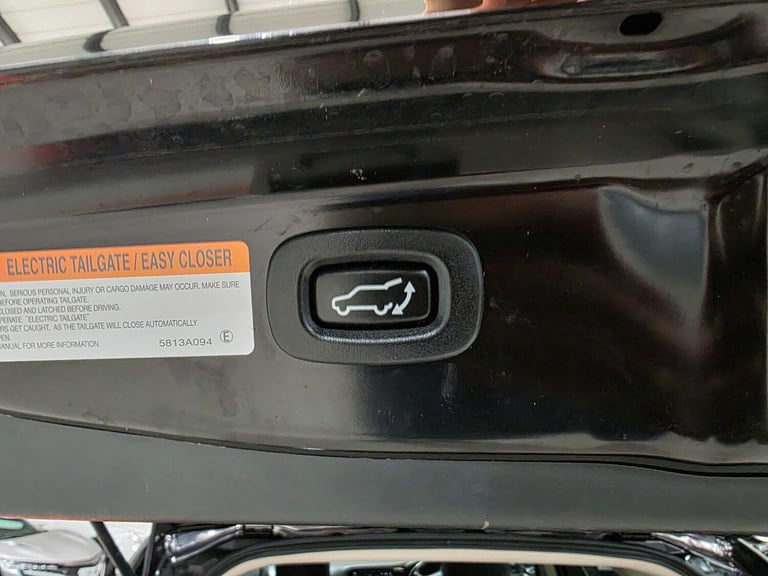 ELECTRIC TAILGATE / EASY CLOSER
SERIOUS PERSONAL INJURY OR CARGO DAMAGE MAY OCCUR. MAKE SURE
BEFORE OPERATING TAILGATE.
CLOSED AND LATCHED BEFORE DRIVING.
"ELECTRIC TAILGATE"
GET CAUGHT, AS THE TAILGATE WILL CLOSE AUTOMATICALLY
MANUAL FOR MORE INFORMATION.
5813A094 E